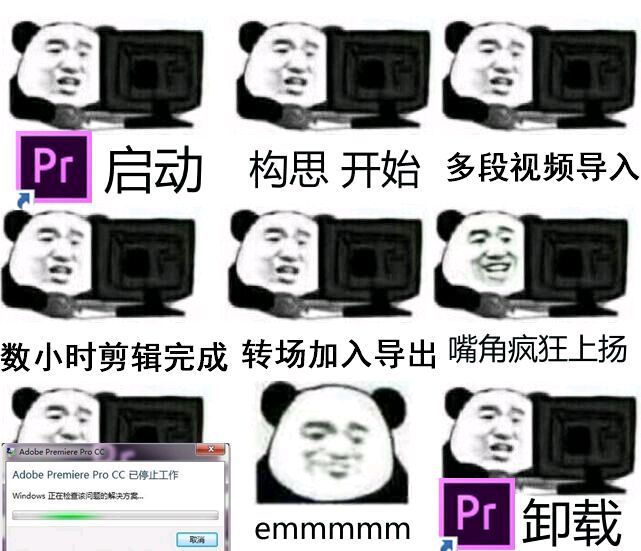 Pr 启动
构思 开始
多段视频导入
数小时剪辑完成
转场加入导出
嘴角疯狂上扬
Adobe Premiere Pro CC
Adobe Premiere Pro CC 已停止工作
Windows 正在检查该问题的解决方案...
取消
emmmmm
Pr 卸载